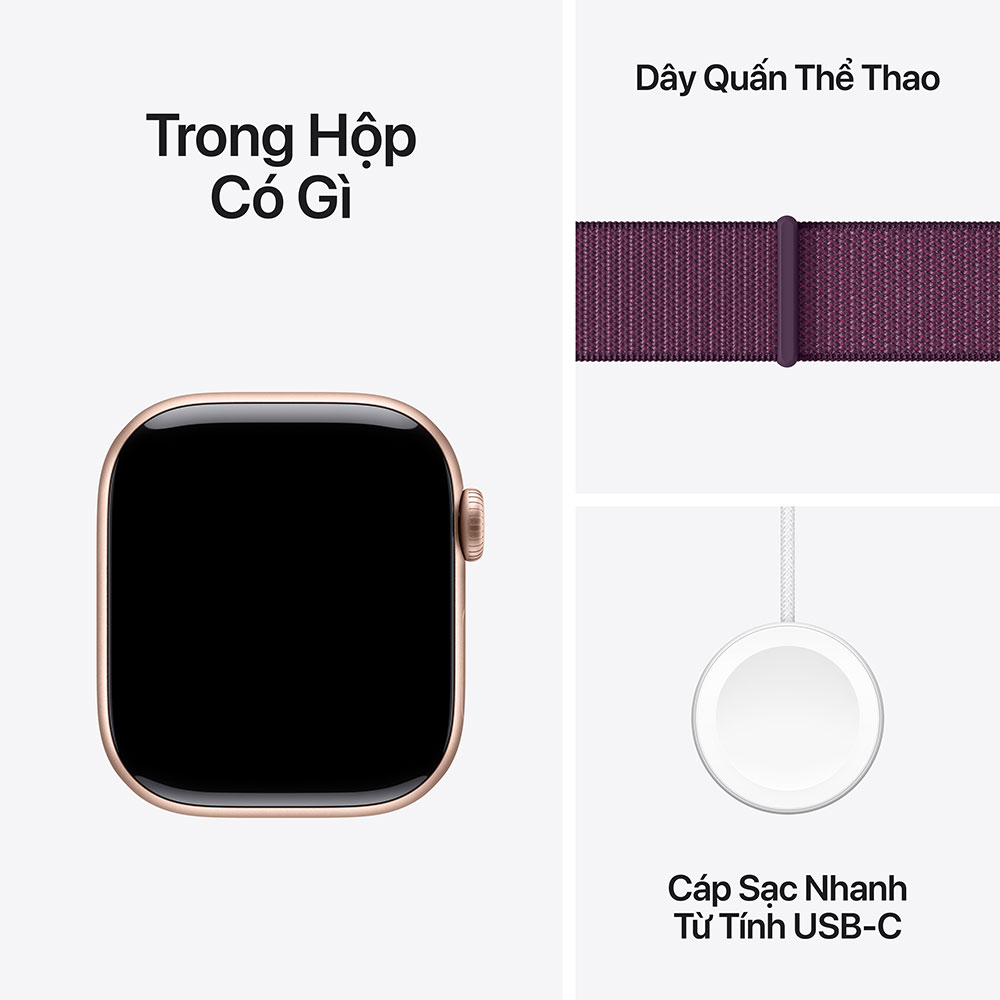 Trong Hộp
Có Gì
Dây Quấn Thể Thao
Cáp Sạc Nhanh
Từ Tính USB-C